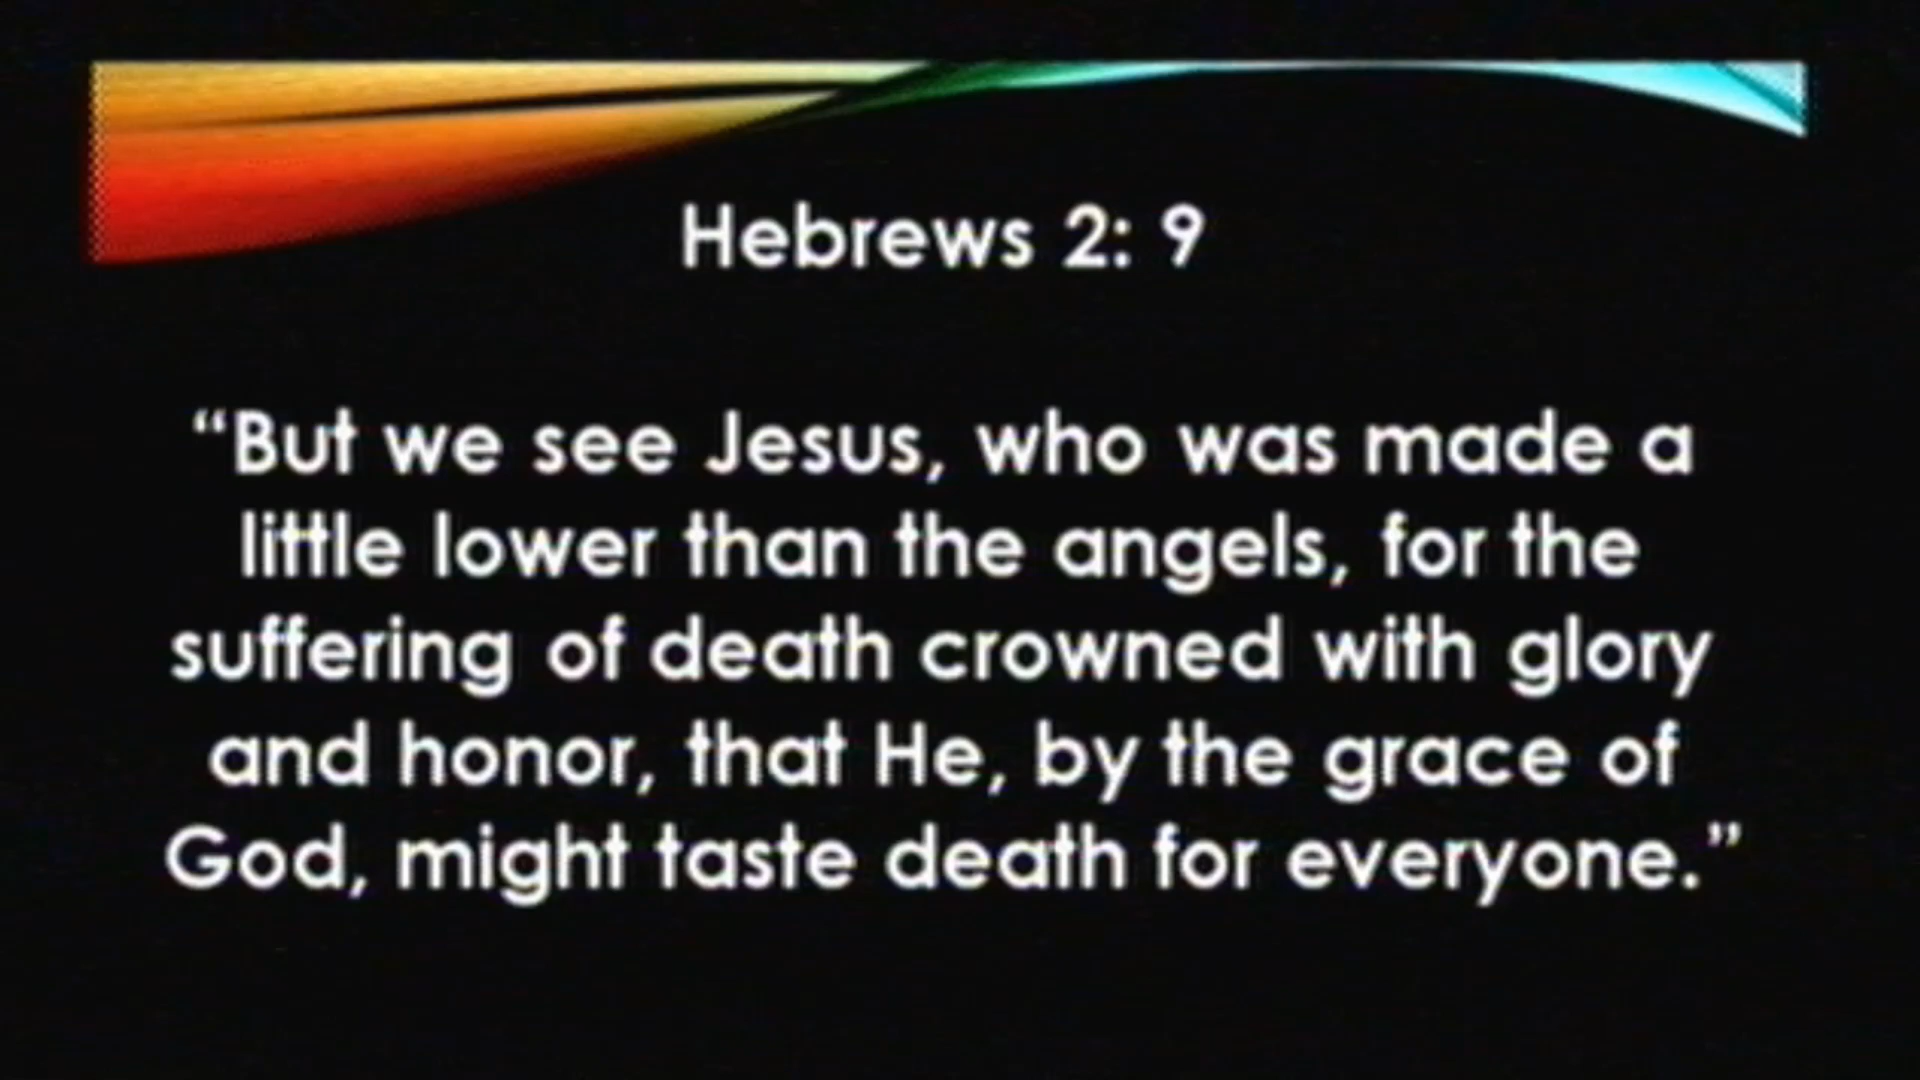 Hebrews 2: 9
“But we see Jesus, who was made a
little lower than the angels, for the
suffering of death crowned with glory
and honor, that He, by the grace of
God, might taste death for everyone.”